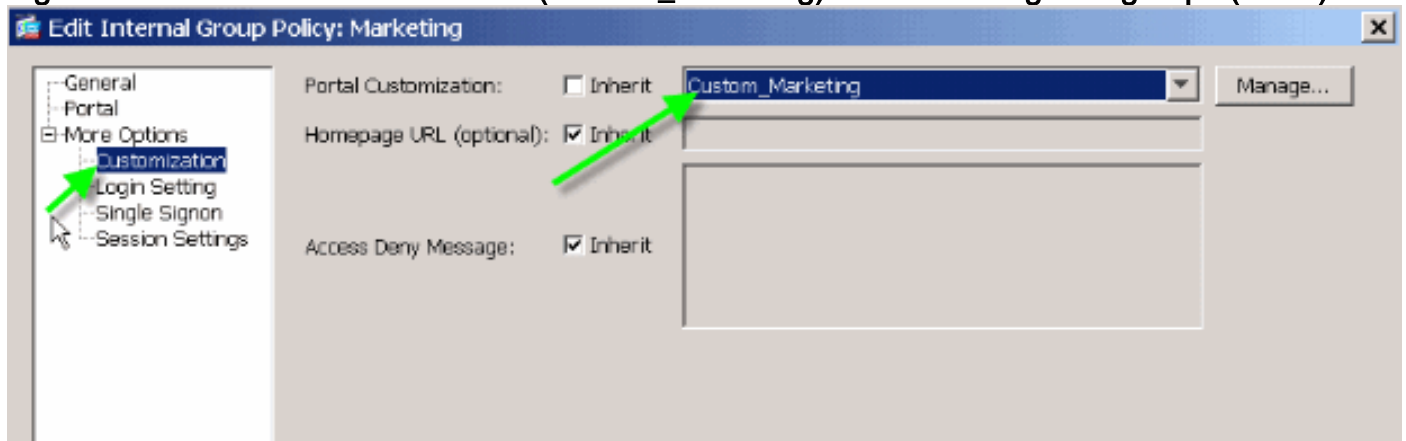 Edit Internal Group Policy: Marketing
General
Portal
More Options
Customization
Login Setting
Single Signon
Session Settings
Portal Customization: Inherit Custom_Marketing Manage...
Homepage URL (optional): Inherit
Access Deny Message: Inherit